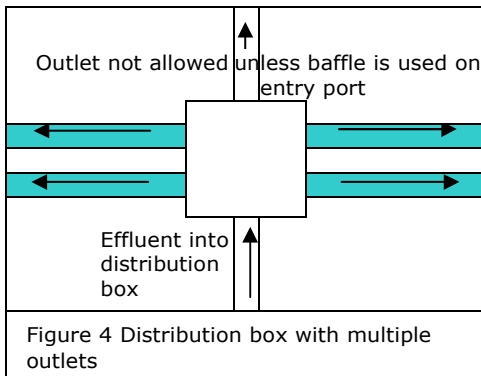 Outlet not allowed unless baffle is used on
entry port
Effluent into
distribution
box
Figure 4 Distribution box with multiple
outlets